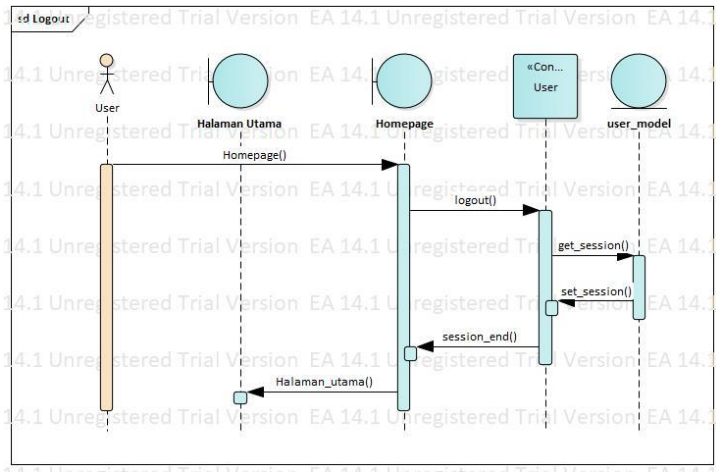 sd Logout
«Con...
User
User
Halaman Utama
Homepage
user_model
Homepage()
logout()
get_session()
set_session()
session_end()
Halaman_utama()
EA 14.1 Unregistered Trial Version